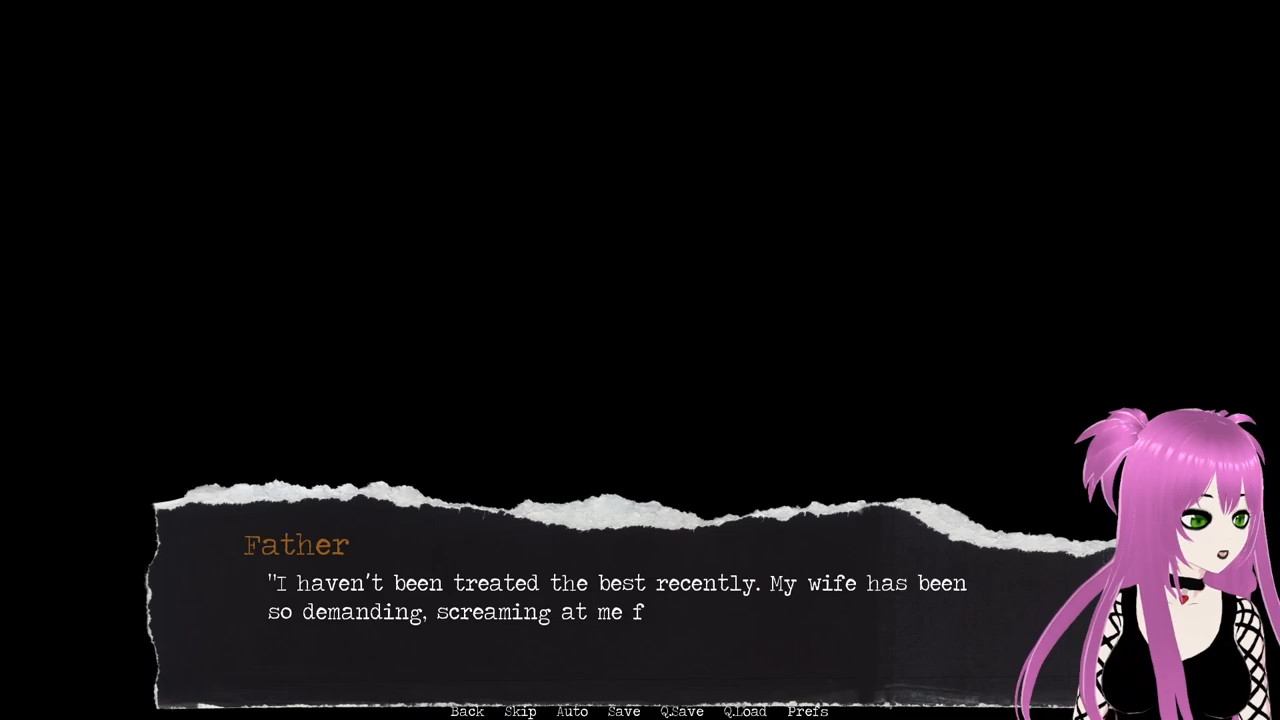 Father
"I haven't been treated the best recently. My wife has been
so demanding, screaming at me f
Back Skip Auto Save Q.Save Q.Load Prefs